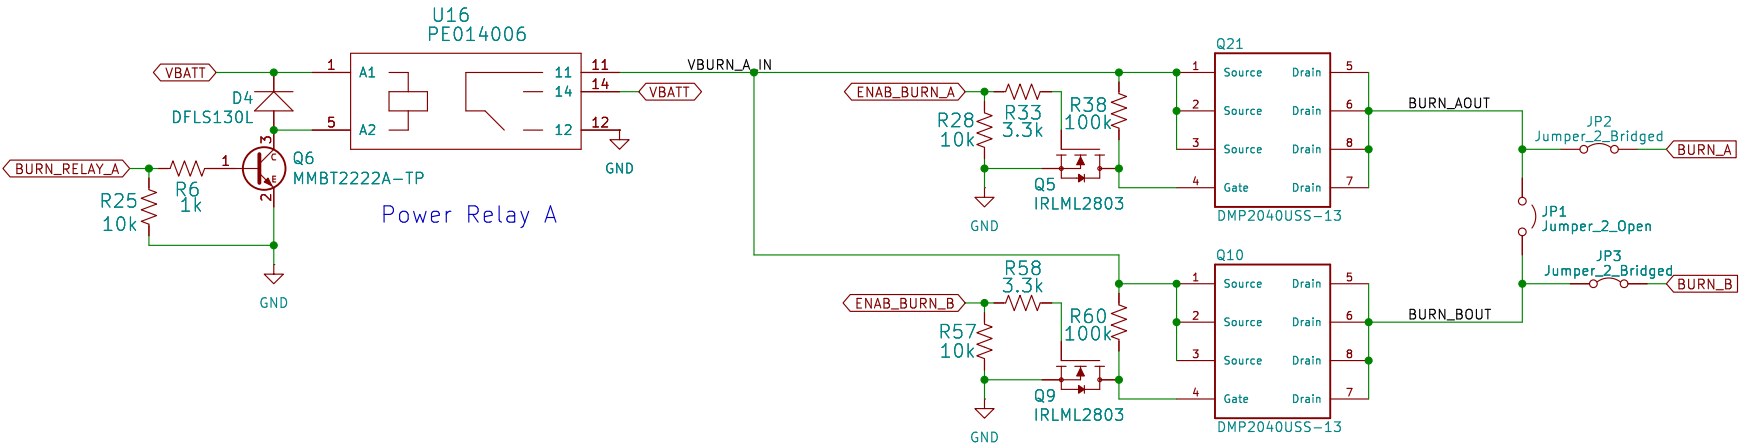 U16
PE014006
VBATT
1
A1
11
11
VBURN_A_IN
14
14
VBATT
D4
DFLS130L
5
A2
12
12
GND
3
C
BURN_RELAY_A
1
Q6
MMBT2222A-TP
E
2
R6
1k
R25
10k
GND
Power Relay A
ENAB_BURN_A
R33
3.3k
R38
100k
R28
10k
Q5
IRLML2803
GND
Q21
1
Source
Drain
5
2
Source
Drain
6
3
Source
Drain
8
4
Gate
Drain
7
DMP2040USS-13
BURN_AOUT
JP2
Jumper_2_Bridged
BURN_A
JP1
Jumper_2_Open
JP3
Jumper_2_Bridged
BURN_B
ENAB_BURN_B
R58
3.3k
R60
100k
R57
10k
Q9
IRLML2803
GND
Q10
1
Source
Drain
5
2
Source
Drain
6
3
Source
Drain
8
4
Gate
Drain
7
DMP2040USS-13
BURN_BOUT